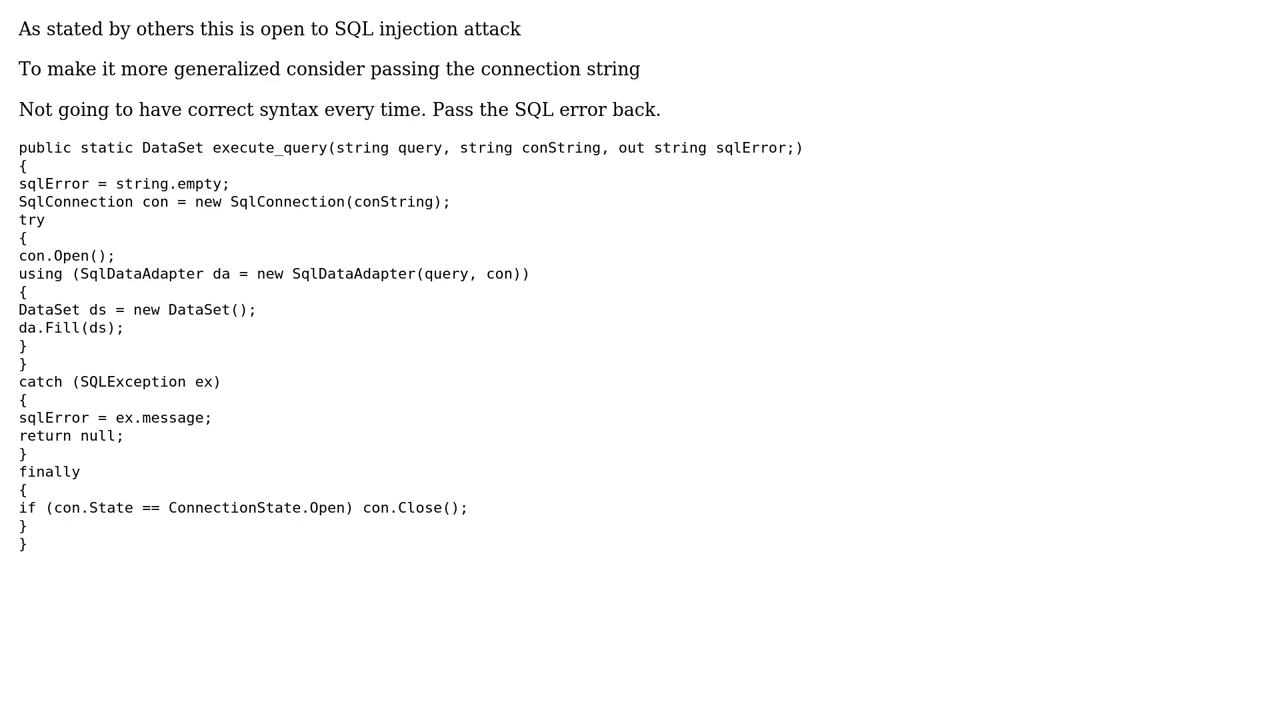 As stated by others this is open to SQL injection attack
To make it more generalized consider passing the connection string
Not going to have correct syntax every time. Pass the SQL error back.
public static DataSet execute_query(string query, string conString, out string sqlError;)
{
sqlError = string.empty;
SqlConnection con = new SqlConnection(conString);
try
{
con.Open();
using (SqlDataAdapter da = new SqlDataAdapter(query, con))
{
DataSet ds = new DataSet();
da.Fill(ds);
}
}
catch (SQLException ex)
{
sqlError = ex.message;
return null;
}
finally
{
if (con.State == ConnectionState.Open) con.Close();
}
}